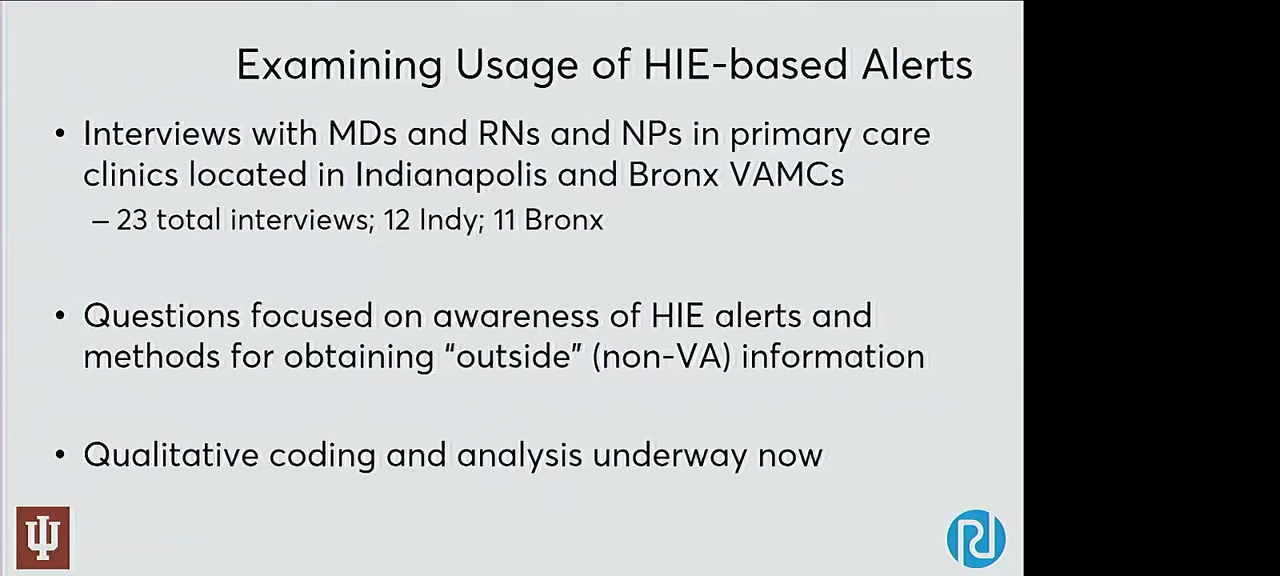 Examining Usage of HIE-based Alerts
• Interviews with MDs and RNs and NPs in primary care
clinics located in Indianapolis and Bronx VAMCs
– 23 total interviews; 12 Indy; 11 Bronx
• Questions focused on awareness of HIE alerts and
methods for obtaining "outside" (non-VA) information
• Qualitative coding and analysis underway now